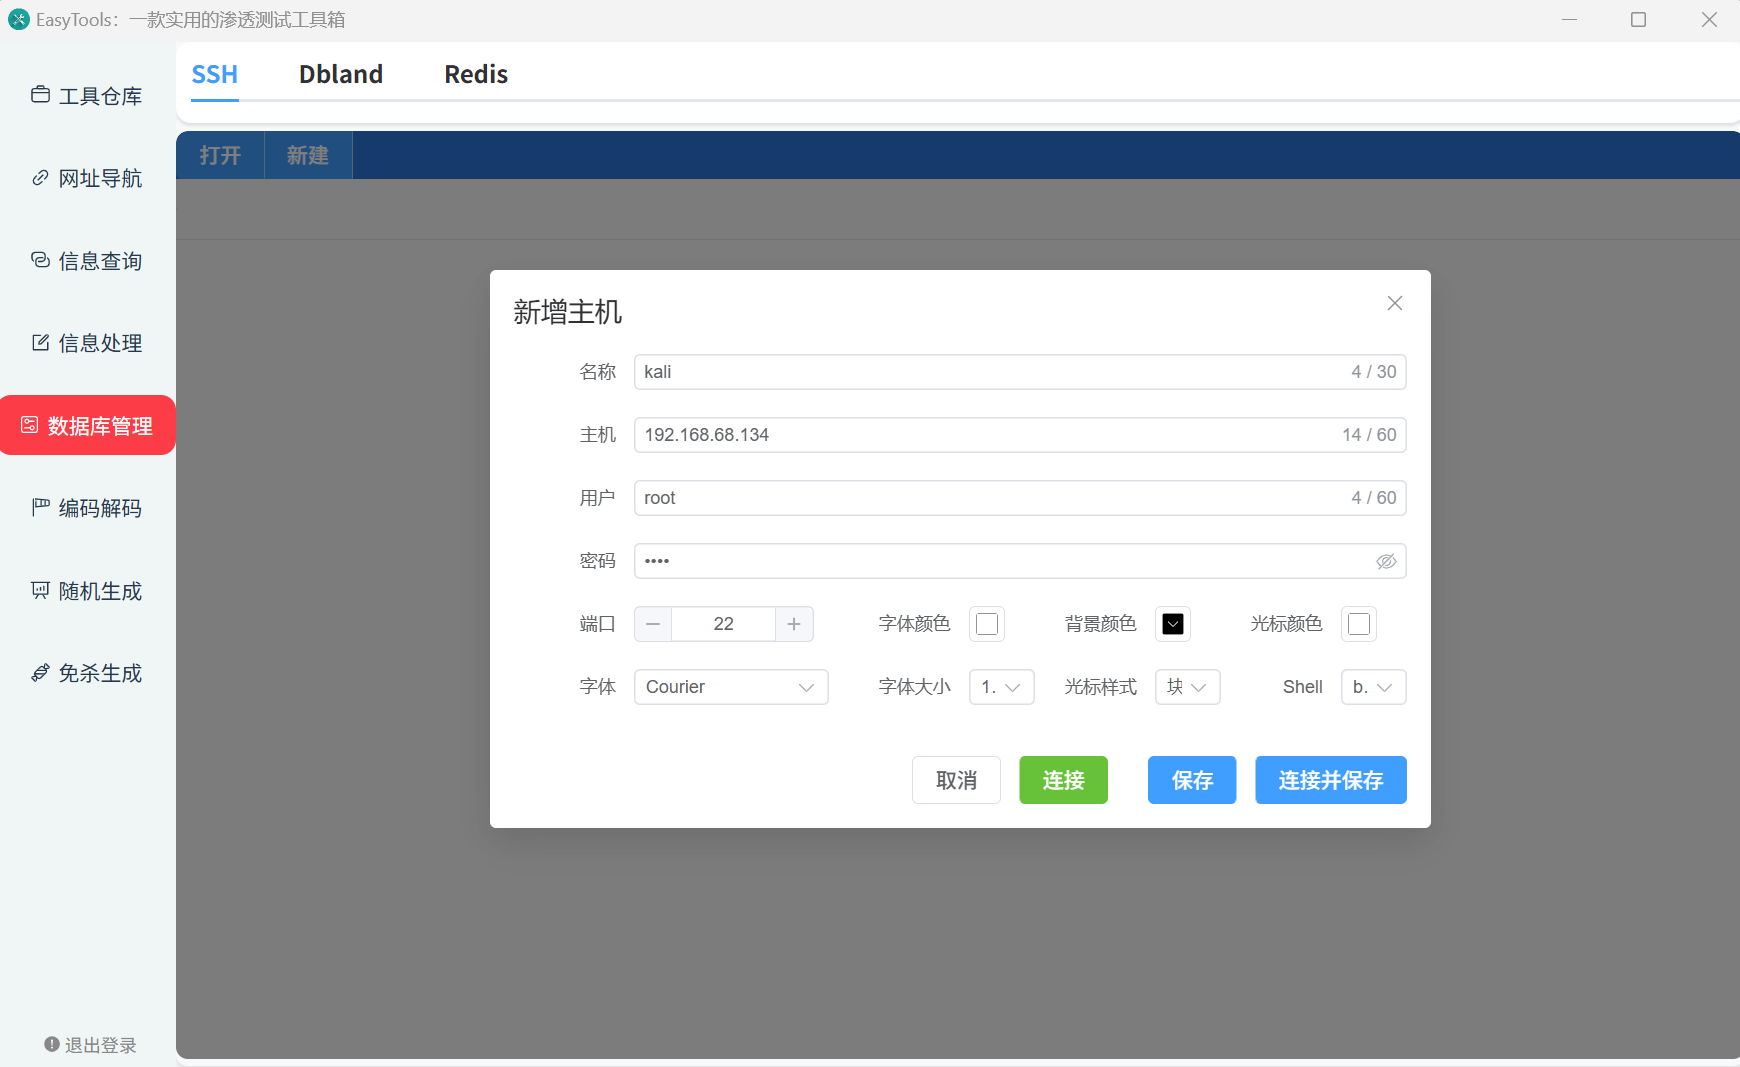 EasyTools：一款实用的渗透测试工具箱
工具仓库
网址导航
信息查询
信息处理
数据库管理
编码解码
随机生成
免杀生成
退出登录
SSH Dbland Redis
打开 新建
新增主机
名称 kali 4 / 30
主机 192.168.68.134 14 / 60
用户 root 4 / 60
密码 ••••
端口 22 字体颜色 背景颜色 光标颜色
字体 Courier 字体大小 1. 光标样式 块 Shell b.
取消 连接 保存 连接并保存